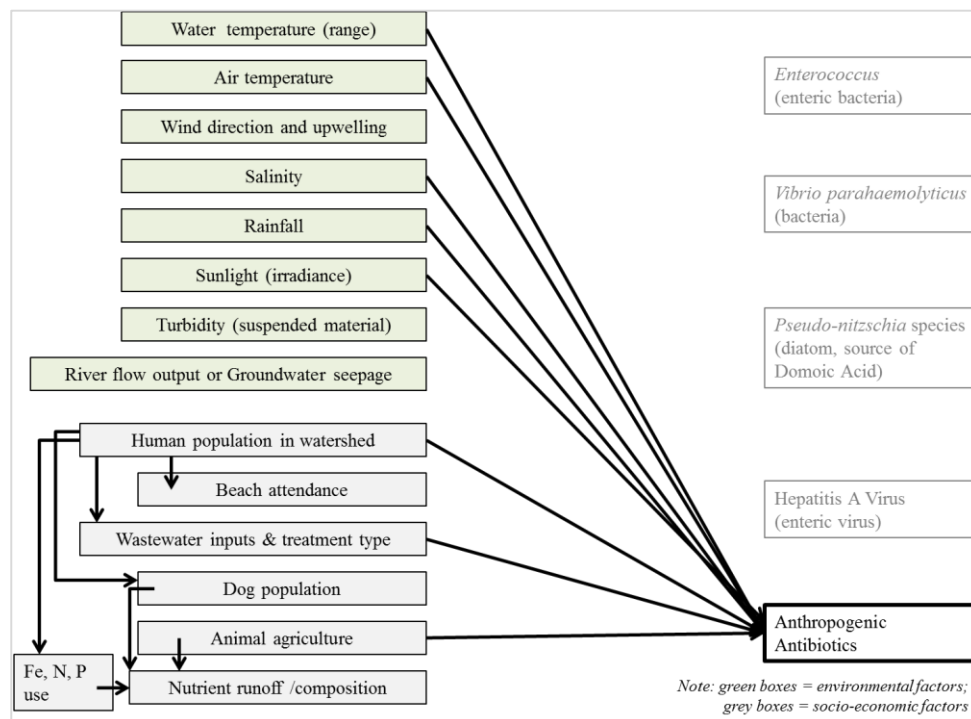 Water temperature (range)
Air temperature
Wind direction and upwelling
Salinity
Rainfall
Sunlight (irradiance)
Turbidity (suspended material)
River flow output or Groundwater seepage
Human population in watershed
Beach attendance
Wastewater inputs & treatment type
Dog population
Animal agriculture
Fe, N, P
use
Nutrient runoff /composition
Enterococcus
(enteric bacteria)
Vibrio parahaemolyticus
(bacteria)
Pseudo-nitzschia species
(diatom, source of
Domoic Acid)
Hepatitis A Virus
(enteric virus)
Anthropogenic
Antibiotics
Note: green boxes = environmental factors;
grey boxes = socio-economic factors